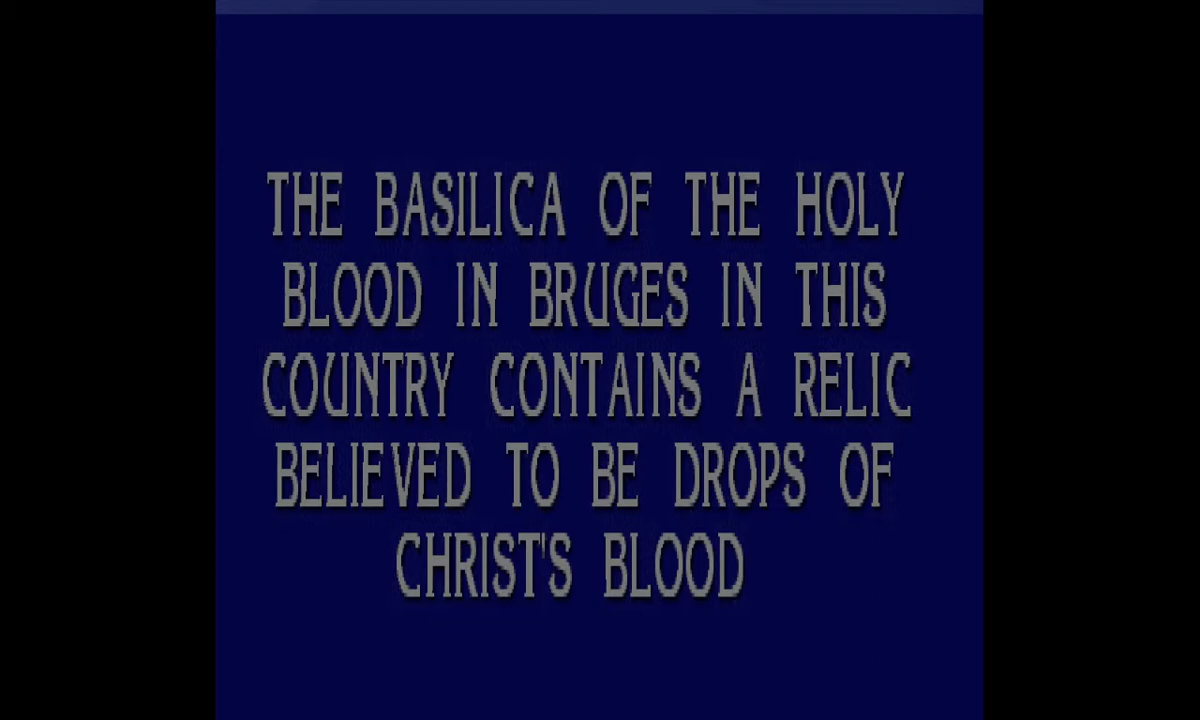 THE BASILICA OF THE HOLY
BLOOD IN BRUGES IN THIS
COUNTRY CONTAINS A RELIC
BELIEVED TO BE DROPS OF
CHRIST'S BLOOD